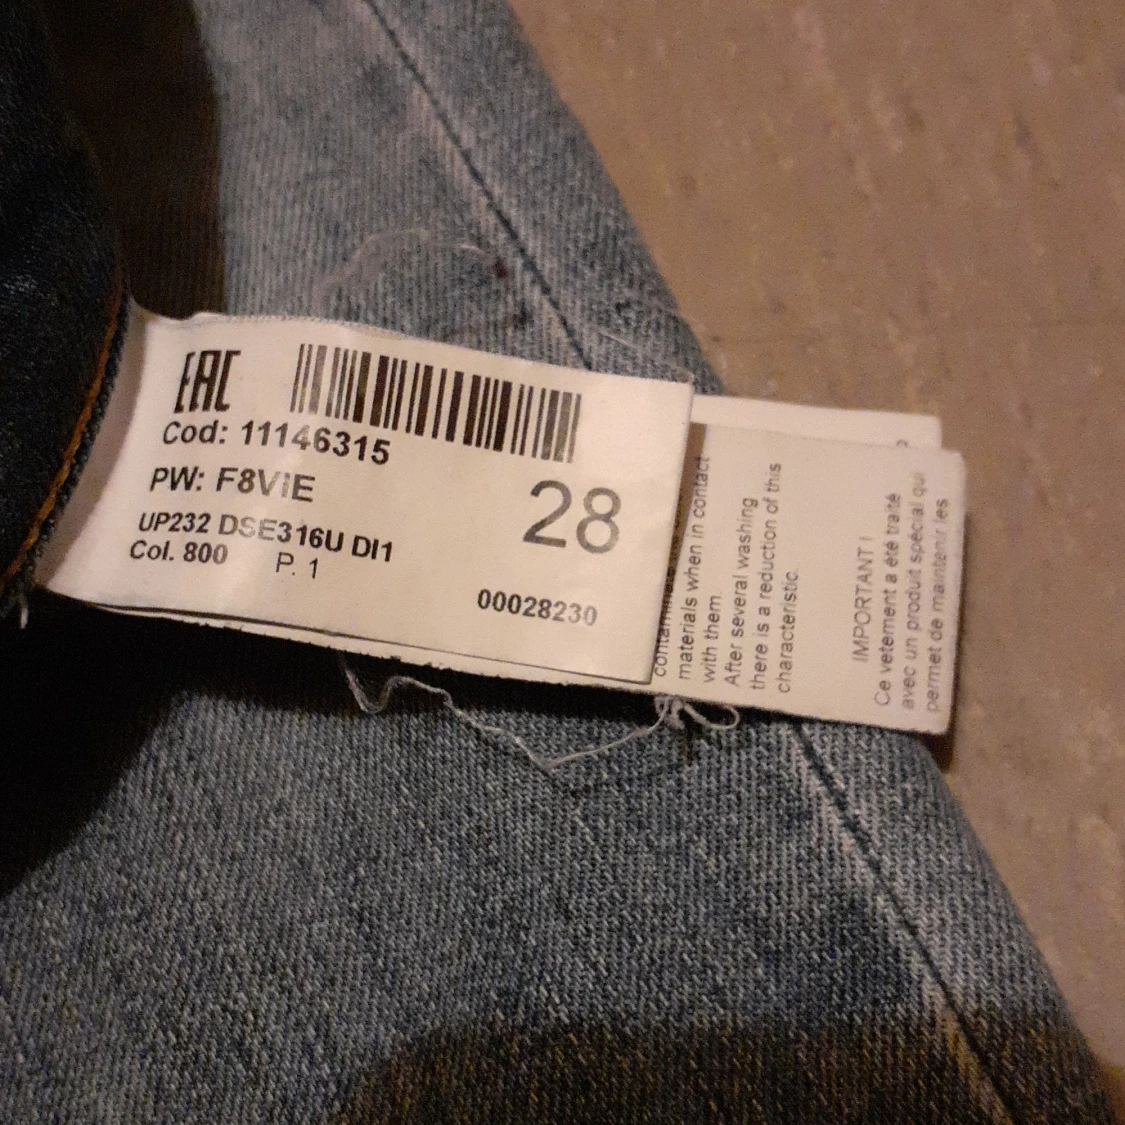 EAC
Cod: 11146315
PW: F8ViE
28
UP232 DSE316U DI1
Col. 800 P. 1
00028230
materials when in contact
with them.
After several washing
there is a reduction of this
characteristic.
IMPORTANT !
Ce vetement a été traité
avec un produit spécial qui
permet de maintenir les